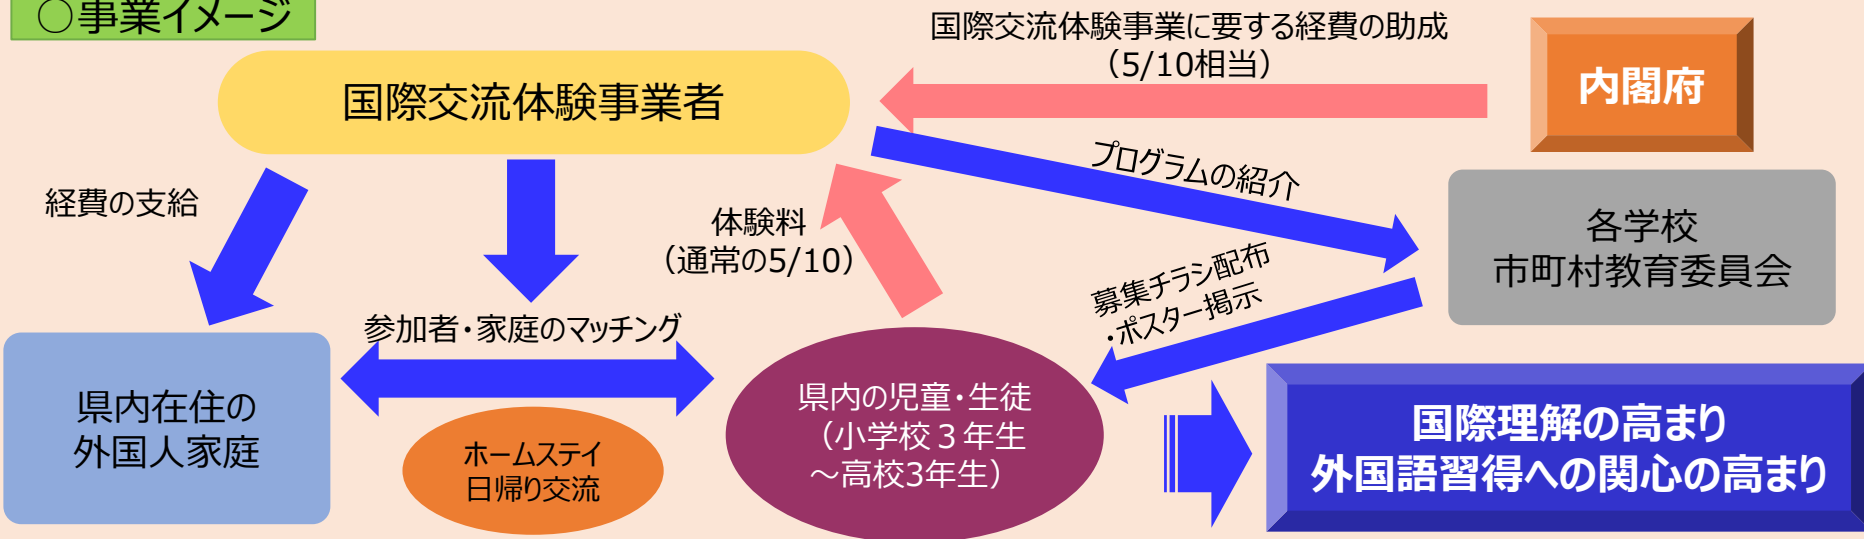 ○事業イメージ
国際交流体験事業に要する経費の助成
（5/10相当）
内閣府
国際交流体験事業者
プログラムの紹介
経費の支給
体験料
（通常の5/10）
各学校
市町村教育委員会
募集チラシ配布
・ポスター掲示
参加者・家庭のマッチング
県内在住の
外国人家庭
ホームステイ
日帰り交流
県内の児童・生徒
（小学校３年生
～高校3年生）
国際理解の高まり
外国語習得への関心の高まり